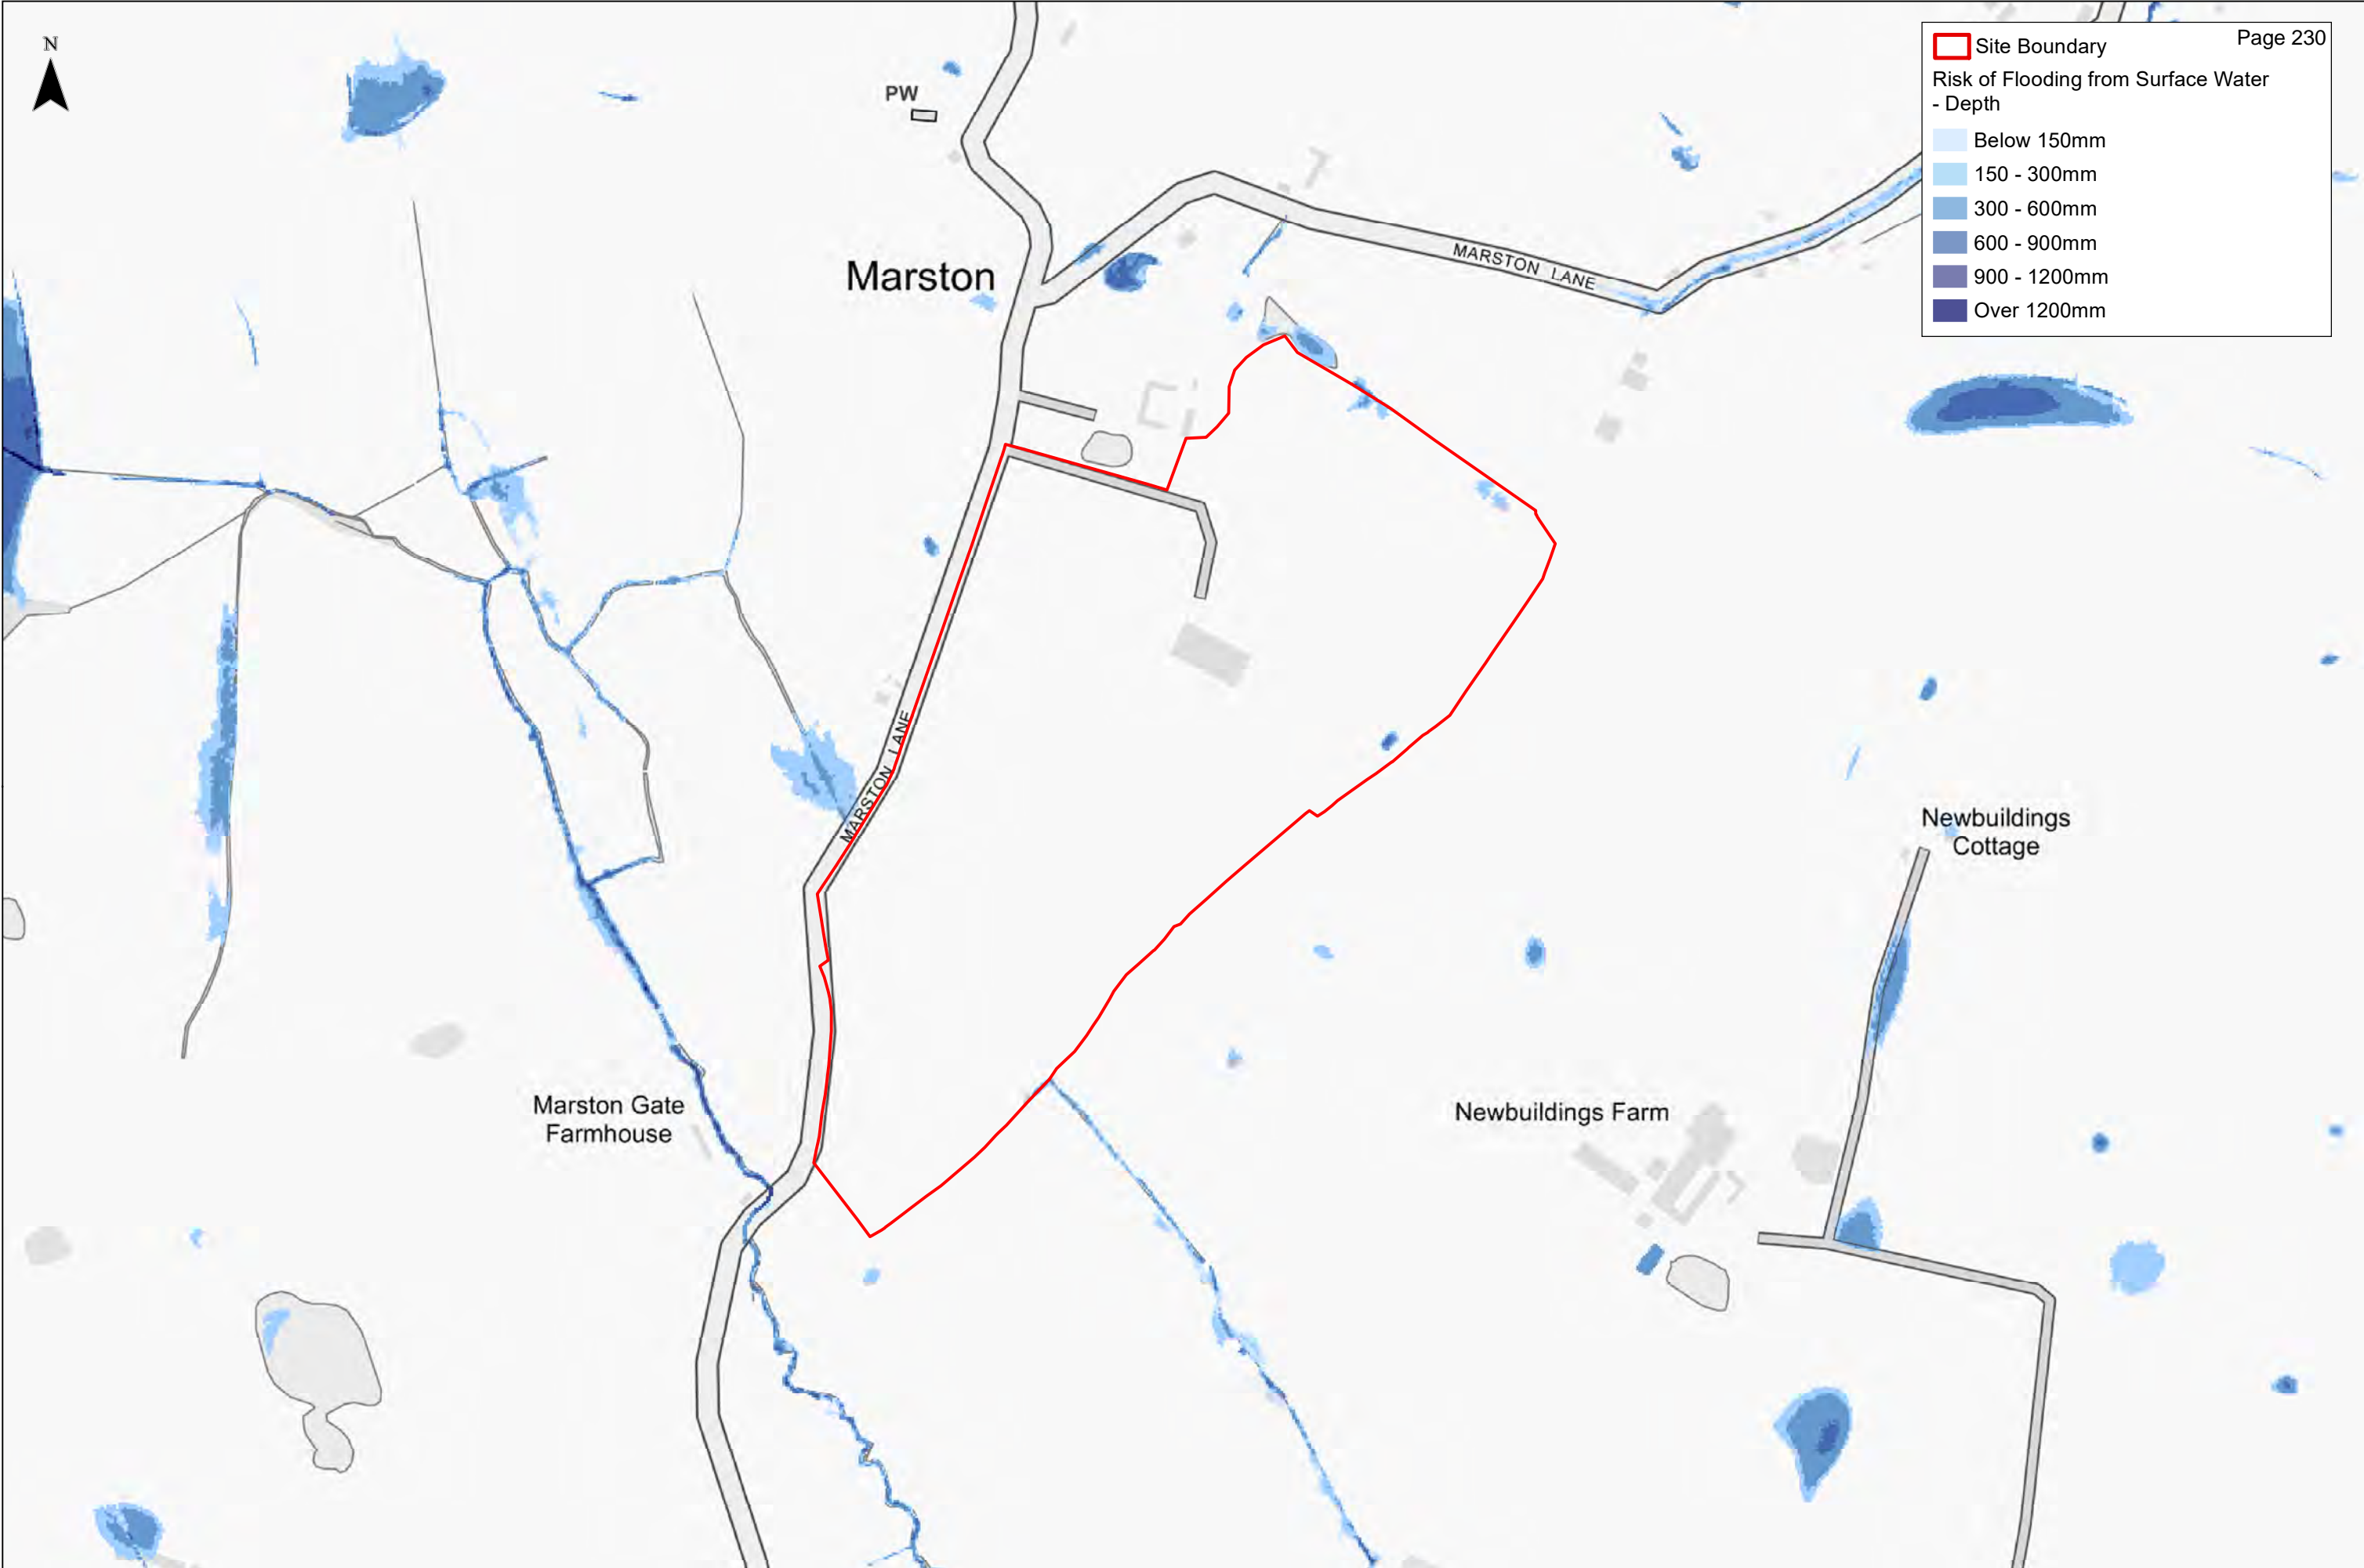 N
Page 230
Site Boundary
Risk of Flooding from Surface Water
- Depth
Below 150mm
150 - 300mm
300 - 600mm
600 - 900mm
900 - 1200mm
Over 1200mm
PW
Marston
MARSTON LANE
MARSTON LANE
Newbuildings
Cottage
Marston Gate
Farmhouse
Newbuildings Farm